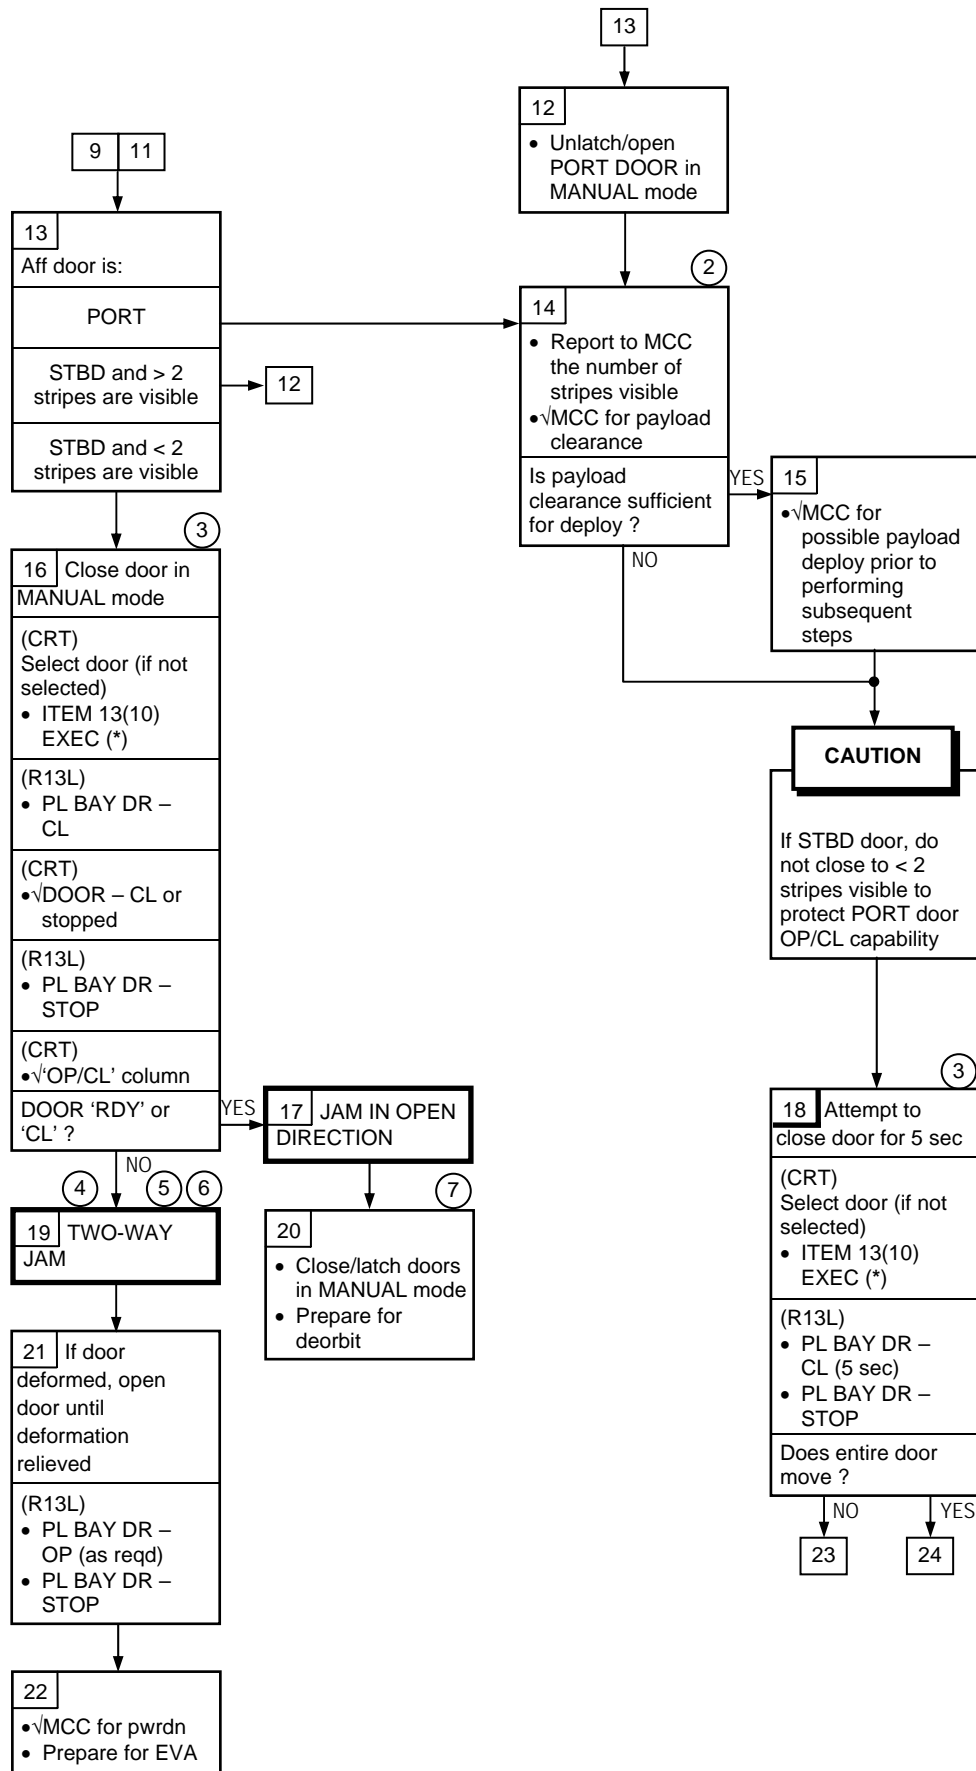 9 11
13
Aff door is:
PORT
STBD and > 2
stripes are visible
12
STBD and < 2
stripes are visible
3
16 Close door in
MANUAL mode
(CRT)
Select door (if not
selected)
• ITEM 13(10)
EXEC (*)
(R13L)
• PL BAY DR –
CL
(CRT)
•√DOOR – CL or
stopped
(R13L)
• PL BAY DR –
STOP
(CRT)
•√'OP/CL' column
DOOR 'RDY' or
'CL' ?
YES
17 JAM IN OPEN
DIRECTION
7
20
• Close/latch doors
in MANUAL mode
• Prepare for
deorbit
NO
4 5 6
19 TWO-WAY
JAM
21 If door
deformed, open
door until
deformation
relieved
(R13L)
• PL BAY DR –
OP (as reqd)
• PL BAY DR –
STOP
22
•√MCC for pwrdn
• Prepare for EVA
13
12
• Unlatch/open
PORT DOOR in
MANUAL mode
2
14
• Report to MCC
the number of
stripes visible
•√MCC for payload
clearance
Is payload
clearance sufficient
for deploy ?
YES
NO
15
•√MCC for
possible payload
deploy prior to
performing
subsequent
steps
CAUTION
If STBD door, do
not close to < 2
stripes visible to
protect PORT door
OP/CL capability
3
18 Attempt to
close door for 5 sec
(CRT)
Select door (if not
selected)
• ITEM 13(10)
EXEC (*)
(R13L)
• PL BAY DR –
CL (5 sec)
• PL BAY DR –
STOP
Does entire door
move ?
NO YES
23 24